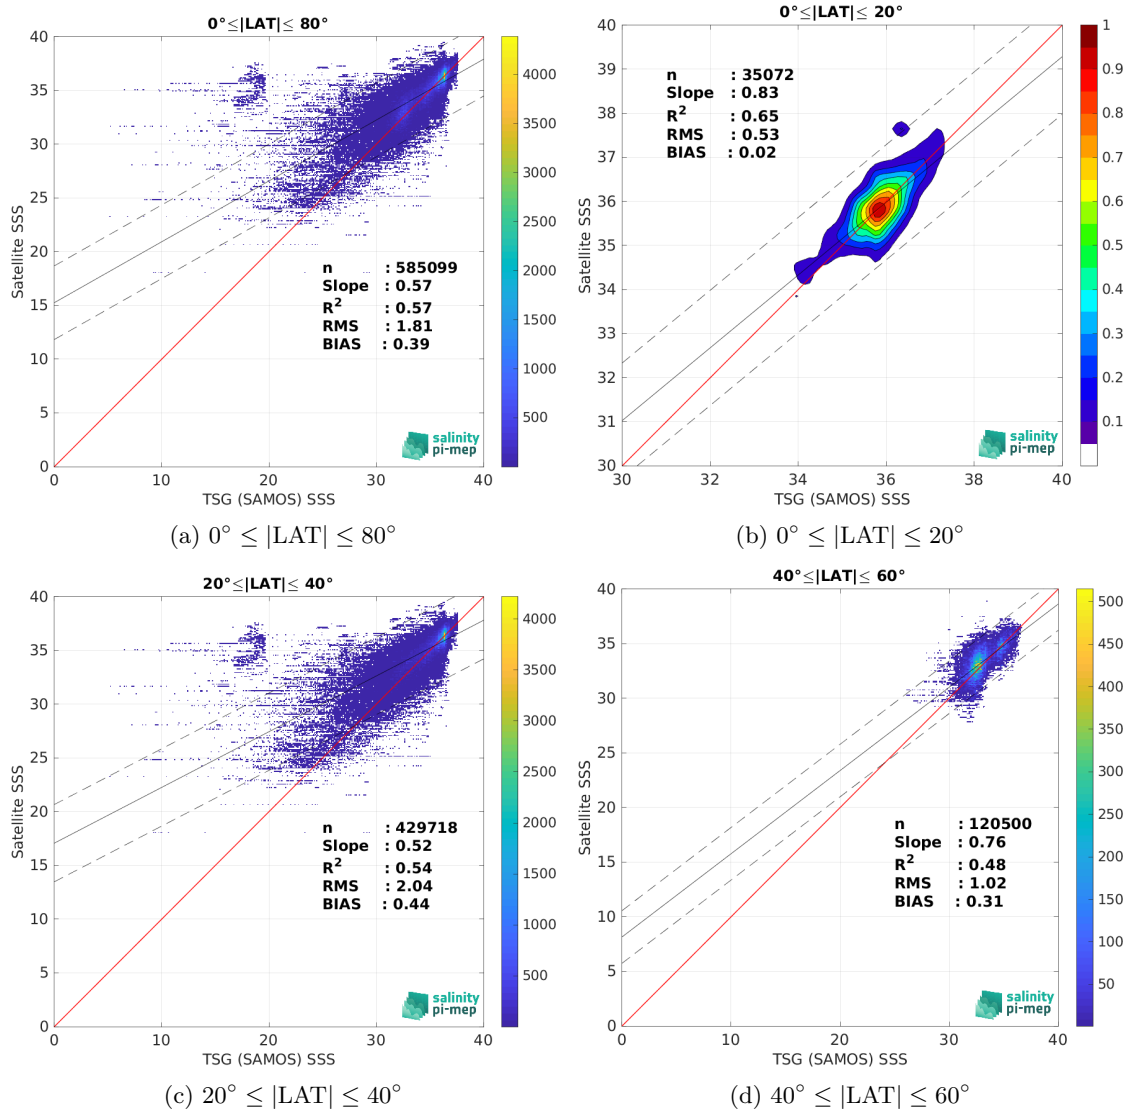 0°≤|LAT|≤ 80°
40
35
30
25
20
15
10
5
0
0
10
20
30
40
Satellite SSS
TSG (SAMOS) SSS
n : 585099
Slope : 0.57
R² : 0.57
RMS : 1.81
BIAS : 0.39
4000
3500
3000
2500
2000
1500
1000
500
salinity
pi-mep
(a) 0° ≤ |LAT| ≤ 80°
0°≤|LAT|≤ 20°
40
39
38
37
36
35
34
33
32
31
30
30
32
34
36
38
40
Satellite SSS
TSG (SAMOS) SSS
n : 35072
Slope : 0.83
R² : 0.65
RMS : 0.53
BIAS : 0.02
1
0.9
0.8
0.7
0.6
0.5
0.4
0.3
0.2
0.1
salinity
pi-mep
(b) 0° ≤ |LAT| ≤ 20°
20°≤|LAT|≤ 40°
40
35
30
25
20
15
10
5
0
0
10
20
30
40
Satellite SSS
TSG (SAMOS) SSS
n : 429718
Slope : 0.52
R² : 0.54
RMS : 2.04
BIAS : 0.44
4000
3500
3000
2500
2000
1500
1000
500
salinity
pi-mep
(c) 20° ≤ |LAT| ≤ 40°
40°≤|LAT|≤ 60°
40
35
30
25
20
15
10
5
0
0
10
20
30
40
Satellite SSS
TSG (SAMOS) SSS
n : 120500
Slope : 0.76
R² : 0.48
RMS : 1.02
BIAS : 0.31
500
450
400
350
300
250
200
150
100
50
salinity
pi-mep
(d) 40° ≤ |LAT| ≤ 60°